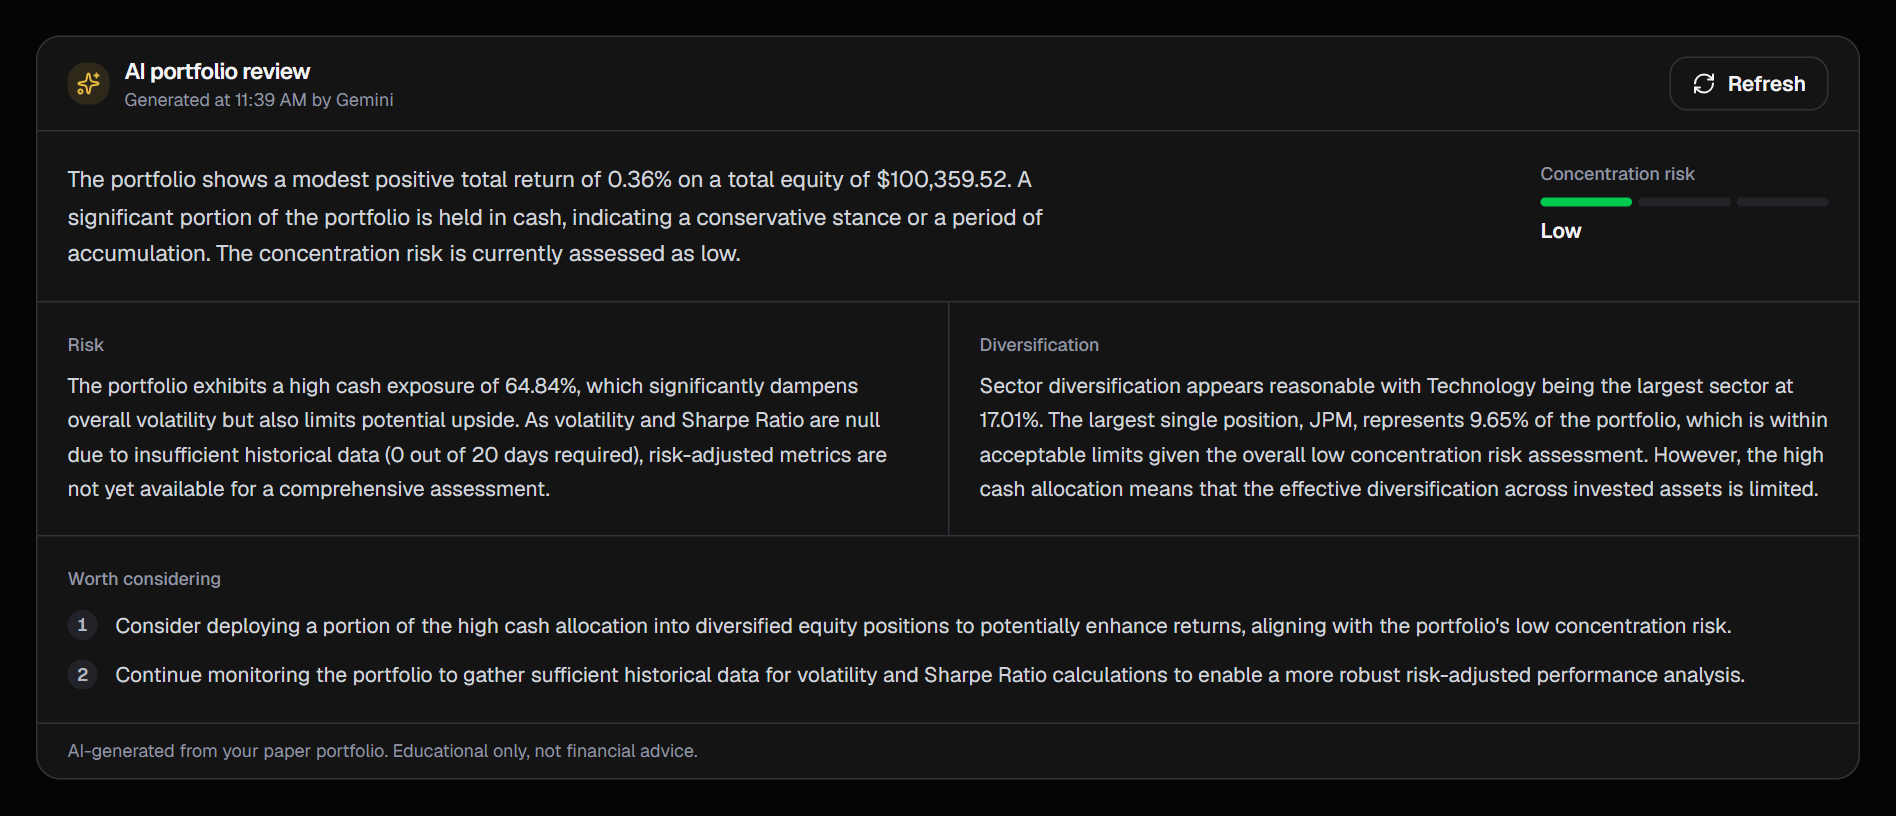 AI portfolio review
Generated at 11:39 AM by Gemini
Refresh
The portfolio shows a modest positive total return of 0.36% on a total equity of $100,359.52. A
significant portion of the portfolio is held in cash, indicating a conservative stance or a period of
accumulation. The concentration risk is currently assessed as low.
Concentration risk
Low
Risk
The portfolio exhibits a high cash exposure of 64.84%, which significantly dampens
overall volatility but also limits potential upside. As volatility and Sharpe Ratio are null
due to insufficient historical data (0 out of 20 days required), risk-adjusted metrics are
not yet available for a comprehensive assessment.
Diversification
Sector diversification appears reasonable with Technology being the largest sector at
17.01%. The largest single position, JPM, represents 9.65% of the portfolio, which is within
acceptable limits given the overall low concentration risk assessment. However, the high
cash allocation means that the effective diversification across invested assets is limited.
Worth considering
1 Consider deploying a portion of the high cash allocation into diversified equity positions to potentially enhance returns, aligning with the portfolio's low concentration risk.
2 Continue monitoring the portfolio to gather sufficient historical data for volatility and Sharpe Ratio calculations to enable a more robust risk-adjusted performance analysis.
AI-generated from your paper portfolio. Educational only, not financial advice.